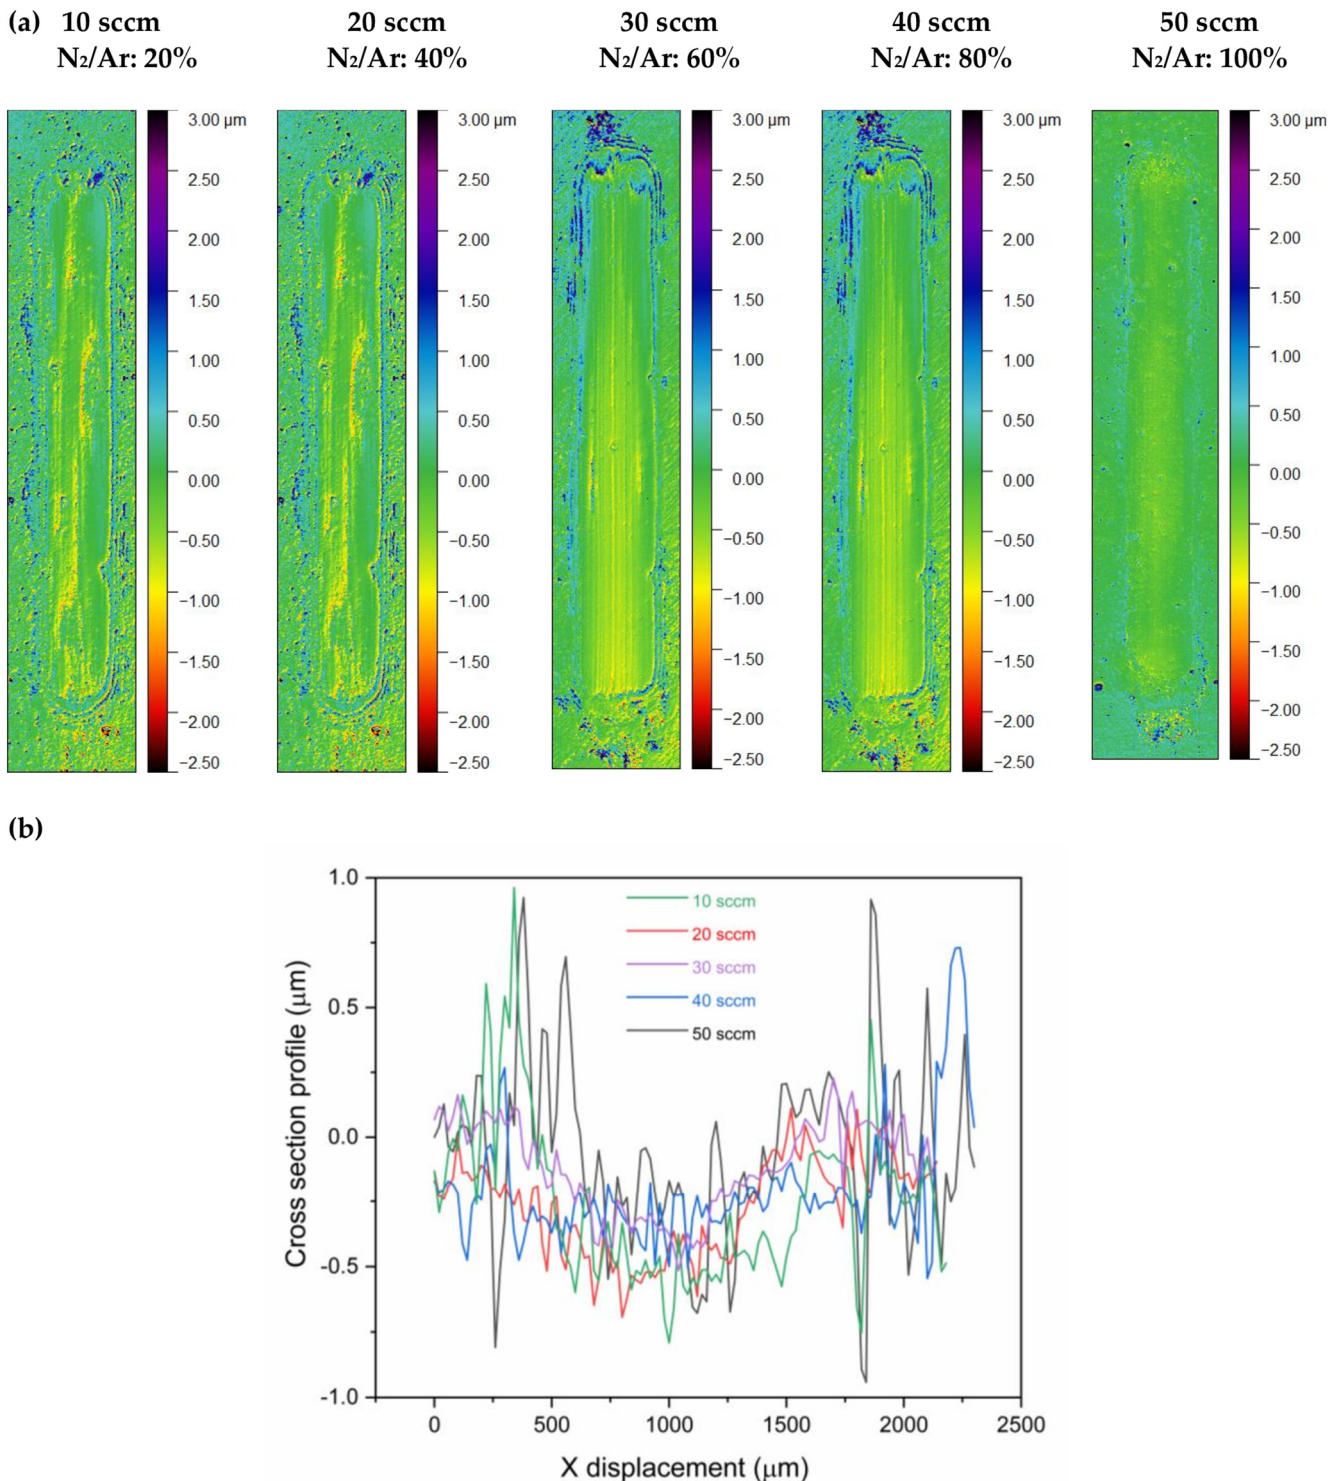 (a) 10 sccm 20 sccm 30 sccm 40 sccm 50 sccm
N₂/Ar: 20% N₂/Ar: 40% N₂/Ar: 60% N₂/Ar: 80% N₂/Ar: 100%
3.00 μm 3.00 μm 3.00 μm 3.00 μm 3.00 μm
2.50 2.50 2.50 2.50 2.50
2.00 2.00 2.00 2.00 2.00
1.50 1.50 1.50 1.50 1.50
1.00 1.00 1.00 1.00 1.00
0.50 0.50 0.50 0.50 0.50
0.00 0.00 0.00 0.00 0.00
−0.50 −0.50 −0.50 −0.50 −0.50
−1.00 −1.00 −1.00 −1.00 −1.00
−1.50 −1.50 −1.50 −1.50 −1.50
−2.00 −2.00 −2.00 −2.00 −2.00
−2.50 −2.50 −2.50 −2.50 −2.50
(b)
Cross section profile (μm)
1.0
0.5
0.0
-0.5
-1.0
10 sccm
20 sccm
30 sccm
40 sccm
50 sccm
0 500 1000 1500 2000 2500
X displacement (μm)